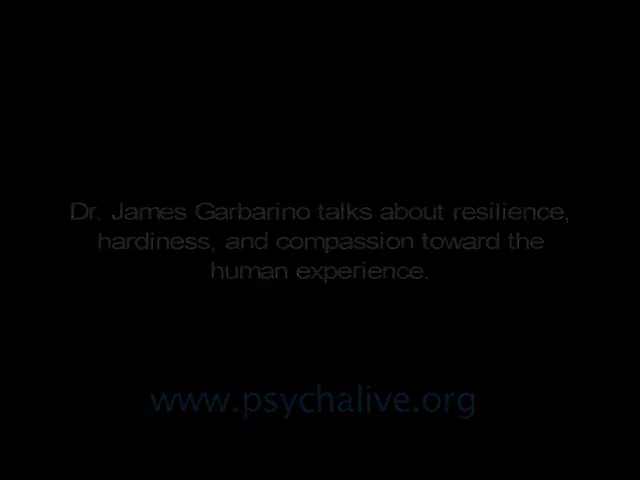 Dr. James Garbarino talks about resilience,
hardiness, and compassion toward the
human experience.
www.psychalive.org